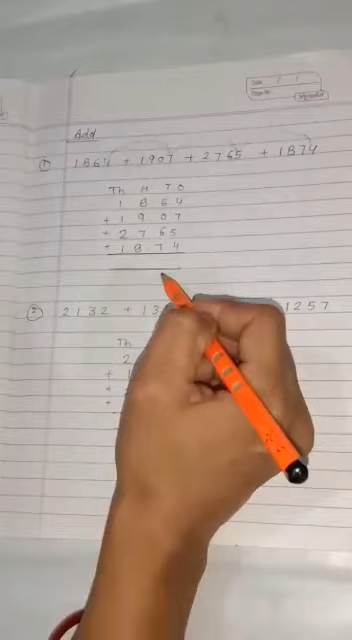 Add
① 1864 + 1907 + 2765 + 1874
Th H T O
1 8 6 4
+ 1 9 0 7
+ 2 7 6 5
+ 1 8 7 4
② 2132 + 13 1257
Th
2
+ 1
+
+